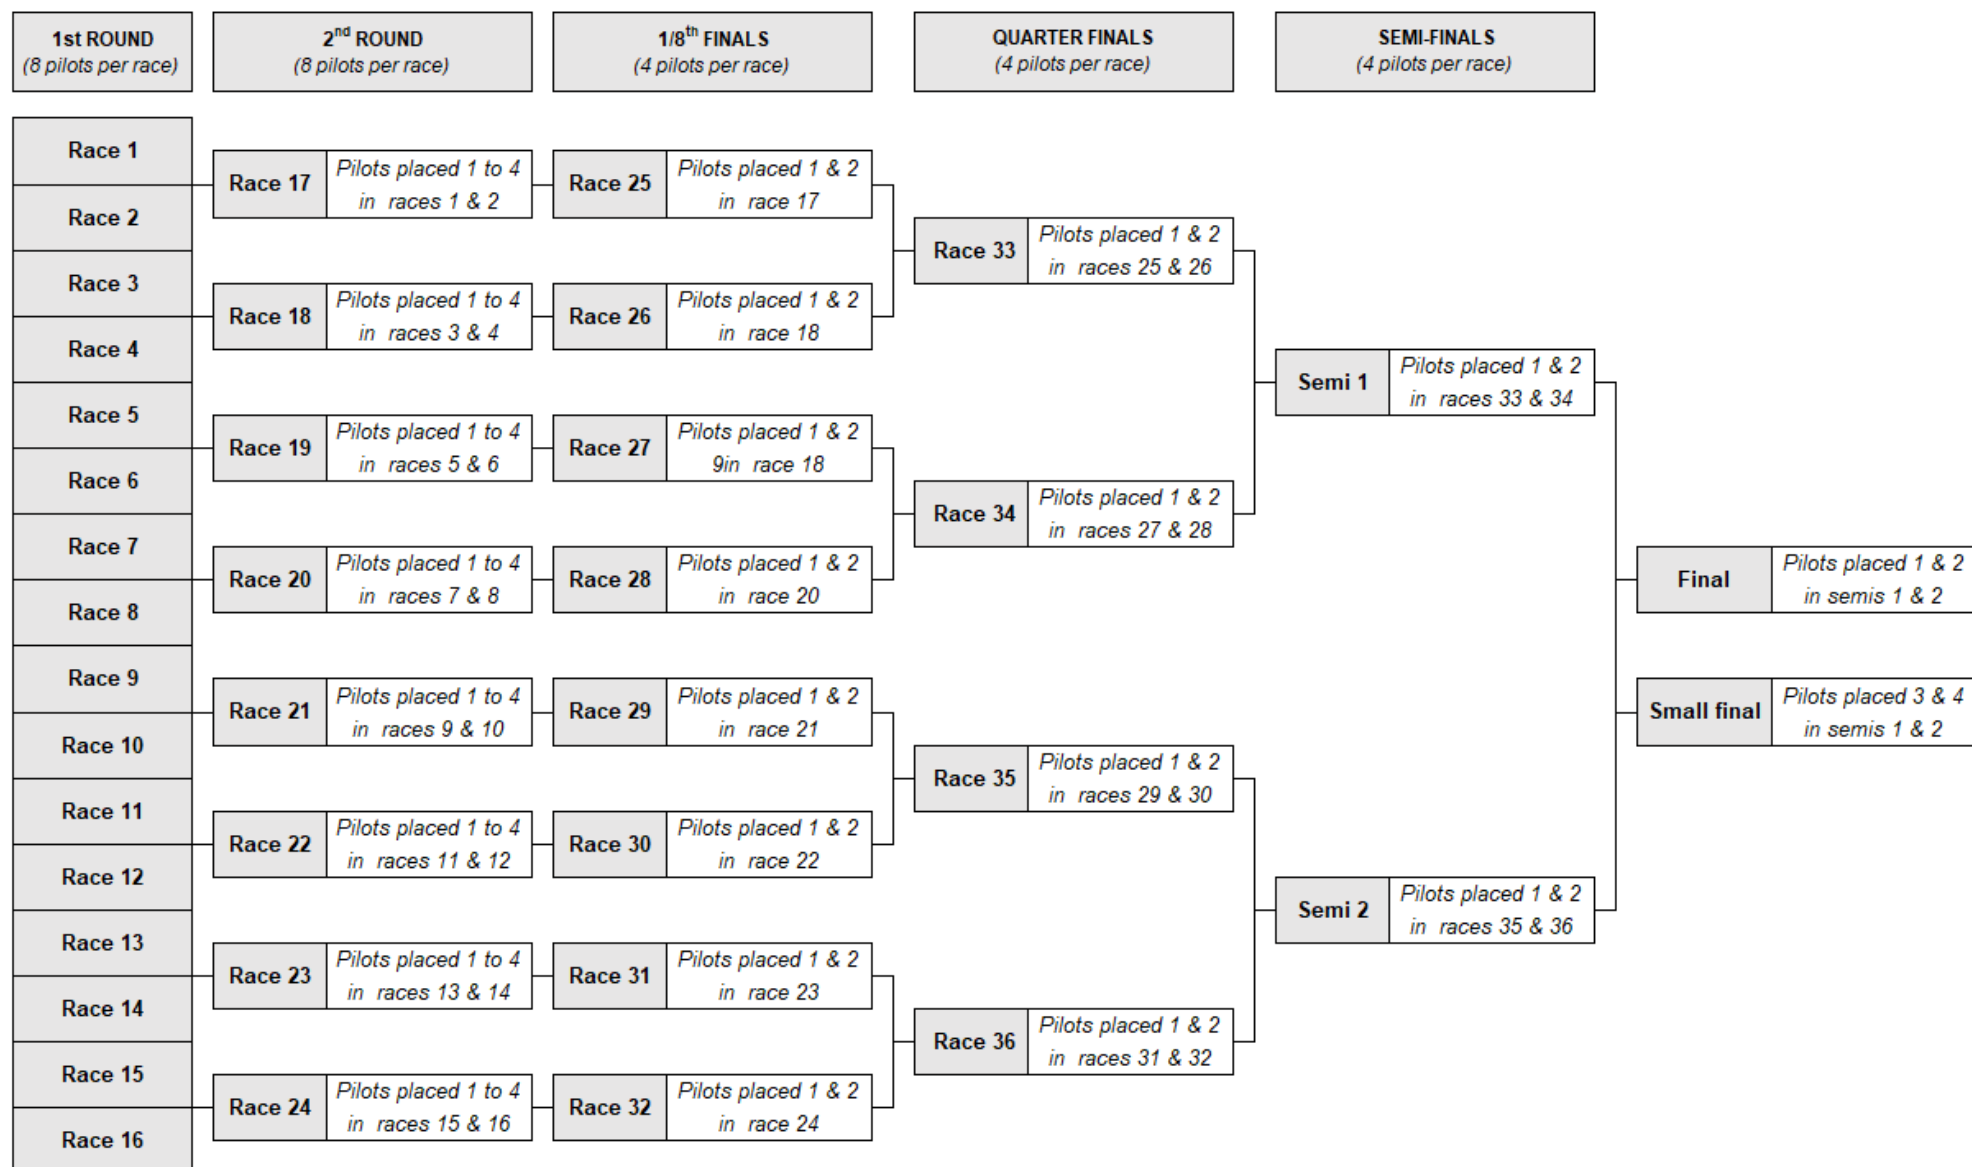 1st ROUND
(8 pilots per race)
2nd ROUND
(8 pilots per race)
1/8th FINALS
(4 pilots per race)
QUARTER FINALS
(4 pilots per race)
SEMI-FINALS
(4 pilots per race)
Race 1
Race 2
Race 3
Race 4
Race 5
Race 6
Race 7
Race 8
Race 9
Race 10
Race 11
Race 12
Race 13
Race 14
Race 15
Race 16
Race 17
Pilots placed 1 to 4
in races 1 & 2
Race 18
Pilots placed 1 to 4
in races 3 & 4
Race 19
Pilots placed 1 to 4
in races 5 & 6
Race 20
Pilots placed 1 to 4
in races 7 & 8
Race 21
Pilots placed 1 to 4
in races 9 & 10
Race 22
Pilots placed 1 to 4
in races 11 & 12
Race 23
Pilots placed 1 to 4
in races 13 & 14
Race 24
Pilots placed 1 to 4
in races 15 & 16
Race 25
Pilots placed 1 & 2
in race 17
Race 26
Pilots placed 1 & 2
in race 18
Race 27
Pilots placed 1 & 2
9in race 18
Race 28
Pilots placed 1 & 2
in race 20
Race 29
Pilots placed 1 & 2
in race 21
Race 30
Pilots placed 1 & 2
in race 22
Race 31
Pilots placed 1 & 2
in race 23
Race 32
Pilots placed 1 & 2
in race 24
Race 33
Pilots placed 1 & 2
in races 25 & 26
Race 34
Pilots placed 1 & 2
in races 27 & 28
Race 35
Pilots placed 1 & 2
in races 29 & 30
Race 36
Pilots placed 1 & 2
in races 31 & 32
Semi 1
Pilots placed 1 & 2
in races 33 & 34
Semi 2
Pilots placed 1 & 2
in races 35 & 36
Final
Pilots placed 1 & 2
in semis 1 & 2
Small final
Pilots placed 3 & 4
in semis 1 & 2